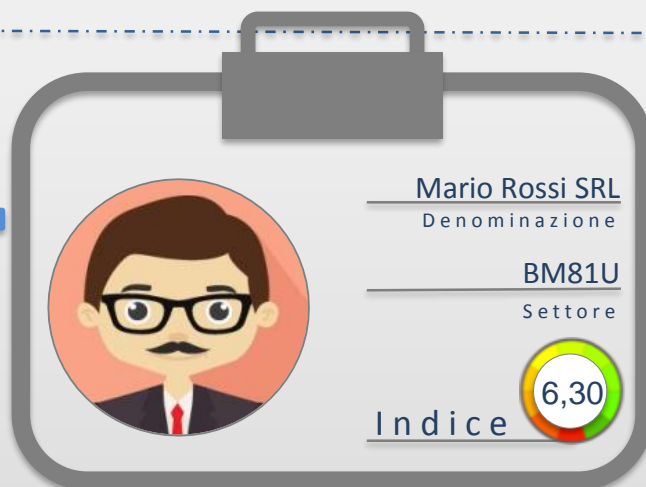 Mario Rossi SRL
Denominazione
BM81U
Settore
Indice
6,30